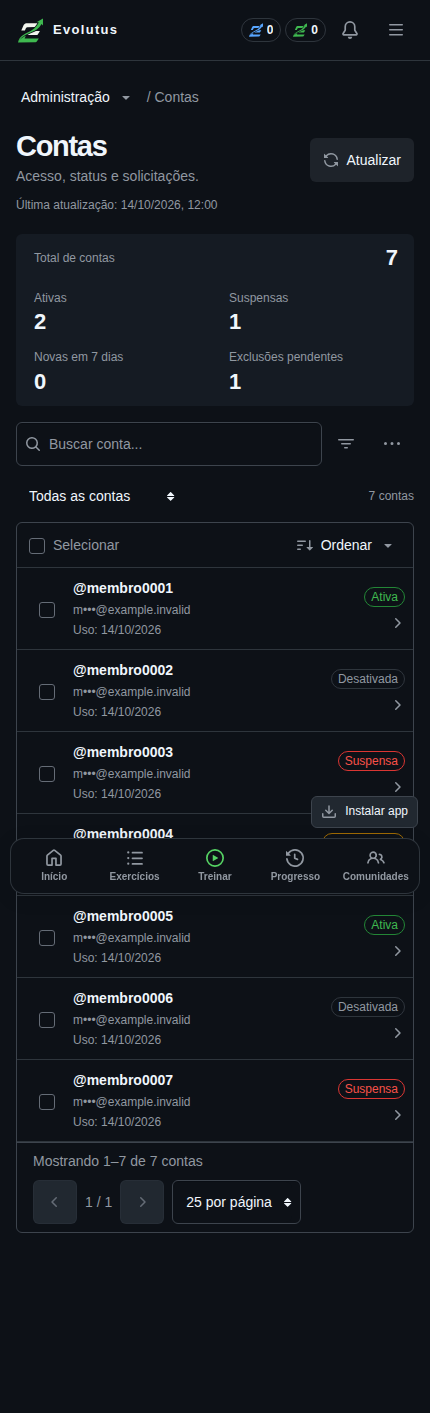 Evolutus
0
0
Administração / Contas
Contas
Acesso, status e solicitações.
Última atualização: 14/10/2026, 12:00
Atualizar
Total de contas
7
Ativas
2
Suspensas
1
Novas em 7 dias
0
Exclusões pendentes
1
Buscar conta...
Todas as contas
7 contas
Selecionar
Ordenar
@membro0001
m•••@example.invalid
Uso: 14/10/2026
Ativa
@membro0002
m•••@example.invalid
Uso: 14/10/2026
Desativada
@membro0003
m•••@example.invalid
Uso: 14/10/2026
Suspensa
Instalar app
@membro0004
Início
Exercícios
Treinar
Progresso
Comunidades
@membro0005
m•••@example.invalid
Uso: 14/10/2026
Ativa
@membro0006
m•••@example.invalid
Uso: 14/10/2026
Desativada
@membro0007
m•••@example.invalid
Uso: 14/10/2026
Suspensa
Mostrando 1–7 de 7 contas
1 / 1
25 por página